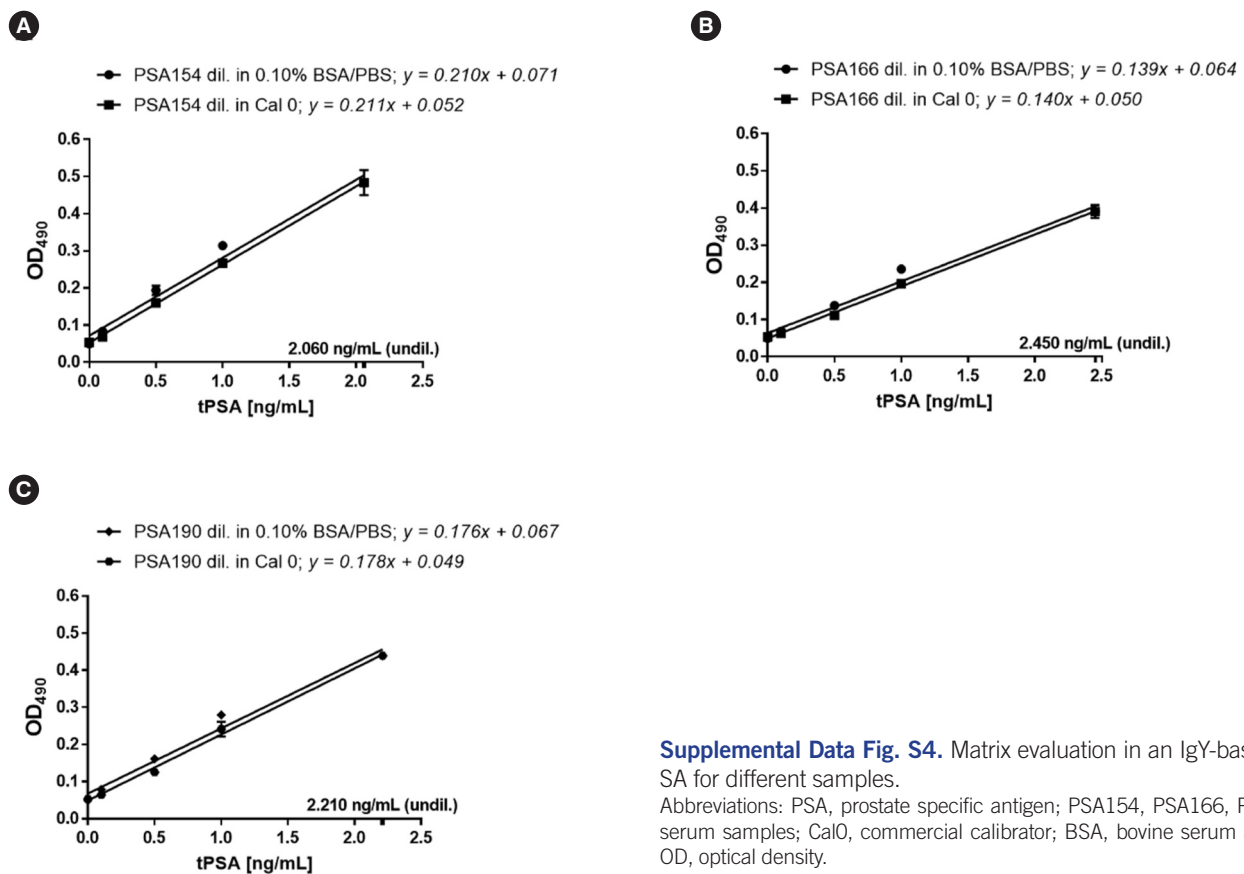 A
PSA154 dil. in 0.10% BSA/PBS; y = 0.210x + 0.071
PSA154 dil. in Cal 0; y = 0.211x + 0.052
0.6
0.5
0.4
0.3
0.2
0.1
0.0
OD490
2.060 ng/mL (undil.)
0.0 0.5 1.0 1.5 2.0 2.5
tPSA [ng/mL]
B
PSA166 dil. in 0.10% BSA/PBS; y = 0.139x + 0.064
PSA166 dil. in Cal 0; y = 0.140x + 0.050
0.6
0.5
0.4
0.3
0.2
0.1
0.0
OD490
2.450 ng/mL (undil.)
0.0 0.5 1.0 1.5 2.0 2.5
tPSA [ng/mL]
C
PSA190 dil. in 0.10% BSA/PBS; y = 0.176x + 0.067
PSA190 dil. in Cal 0; y = 0.178x + 0.049
0.6
0.5
0.4
0.3
0.2
0.1
0.0
OD490
2.210 ng/mL (undil.)
0.0 0.5 1.0 1.5 2.0 2.5
tPSA [ng/mL]
Supplemental Data Fig. S4. Matrix evaluation in an IgY-bas
SA for different samples.
Abbreviations: PSA, prostate specific antigen; PSA154, PSA166,
serum samples; Cal0, commercial calibrator; BSA, bovine serum
OD, optical density.